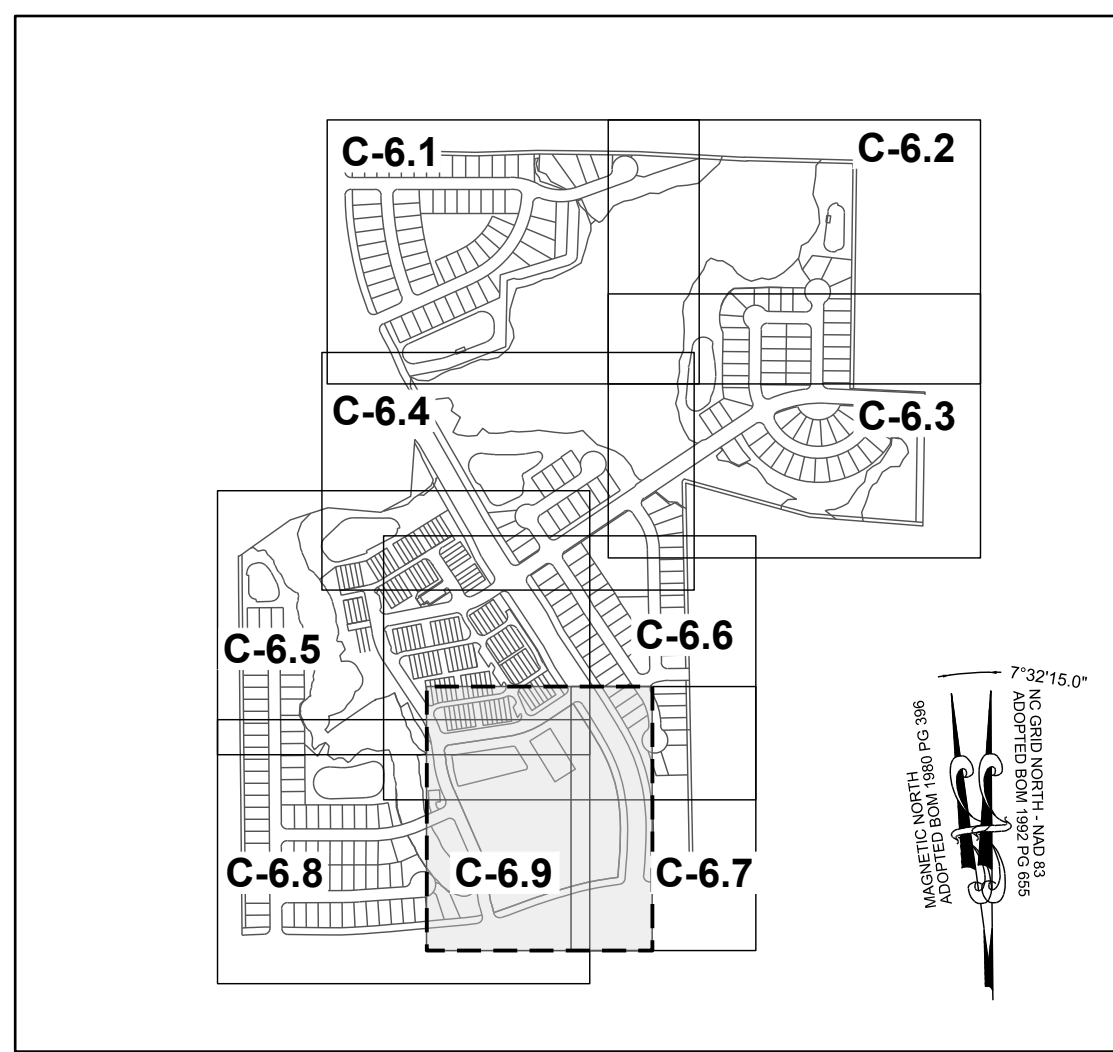 C-6.1
C-6.2
C-6.4
C-6.3
C-6.5
C-6.6
C-6.8
C-6.9
C-6.7
7°32'15.0"
MAGNETIC NORTH
ADOPTED BOM 1980 PG 396
NC GRID NORTH - NAD 83
ADOPTED BOM 1992 PG 655